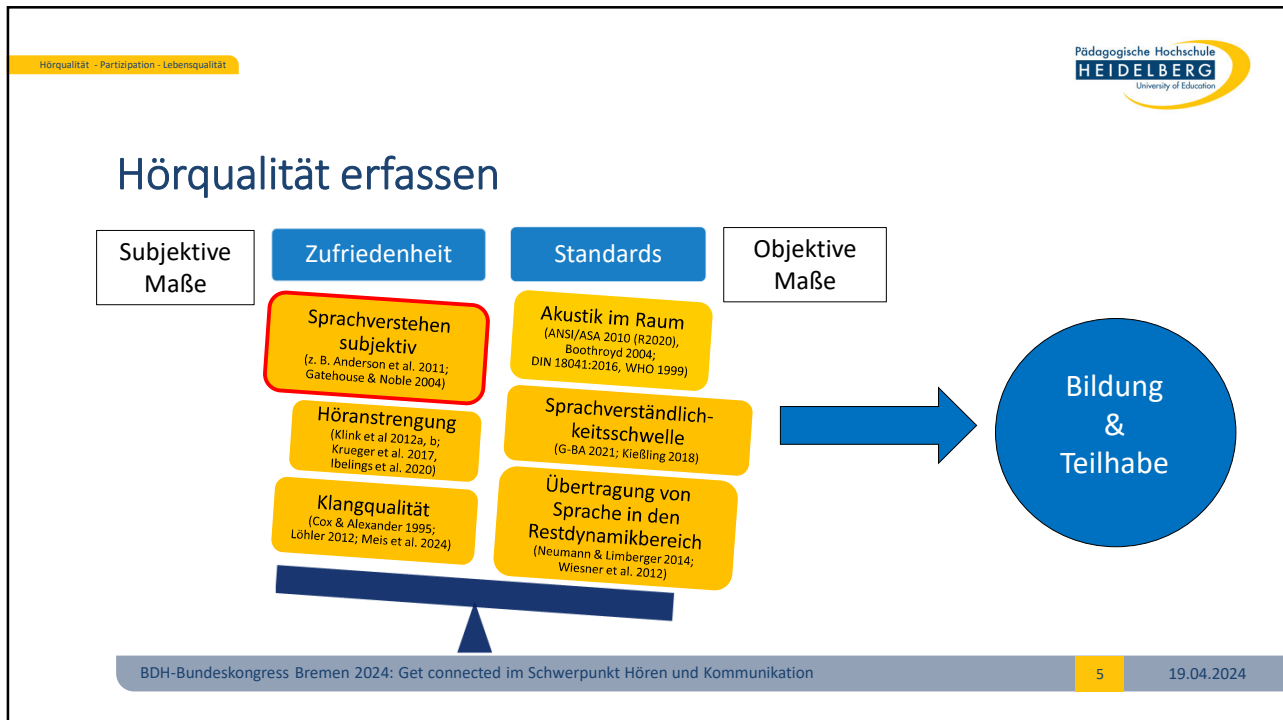 Hörqualität - Partizipation - Lebensqualität
Pädagogische Hochschule
HEIDELBERG
University of Education
Hörqualität erfassen
Subjektive
Maße
Zufriedenheit
Standards
Objektive
Maße
Sprachverstehen
subjektiv
(z. B. Anderson et al. 2011;
Gatehouse & Noble 2004)
Höranstrengung
(Klink et al 2012a, b;
Krueger et al. 2017,
Ibelings et al. 2020)
Klangqualität
(Cox & Alexander 1995;
Löhler 2012; Meis et al. 2024)
Akustik im Raum
(ANSI/ASA 2010 (R2020),
Boothroyd 2004;
DIN 18041:2016, WHO 1999)
Sprachverständlich-
keitsschwelle
(G-BA 2021; Kießling 2018)
Übertragung von
Sprache in den
Restdynamikbereich
(Neumann & Limberger 2014;
Wiesner et al. 2012)
Bildung
&
Teilhabe
BDH-Bundeskongress Bremen 2024: Get connected im Schwerpunkt Hören und Kommunikation
5
19.04.2024